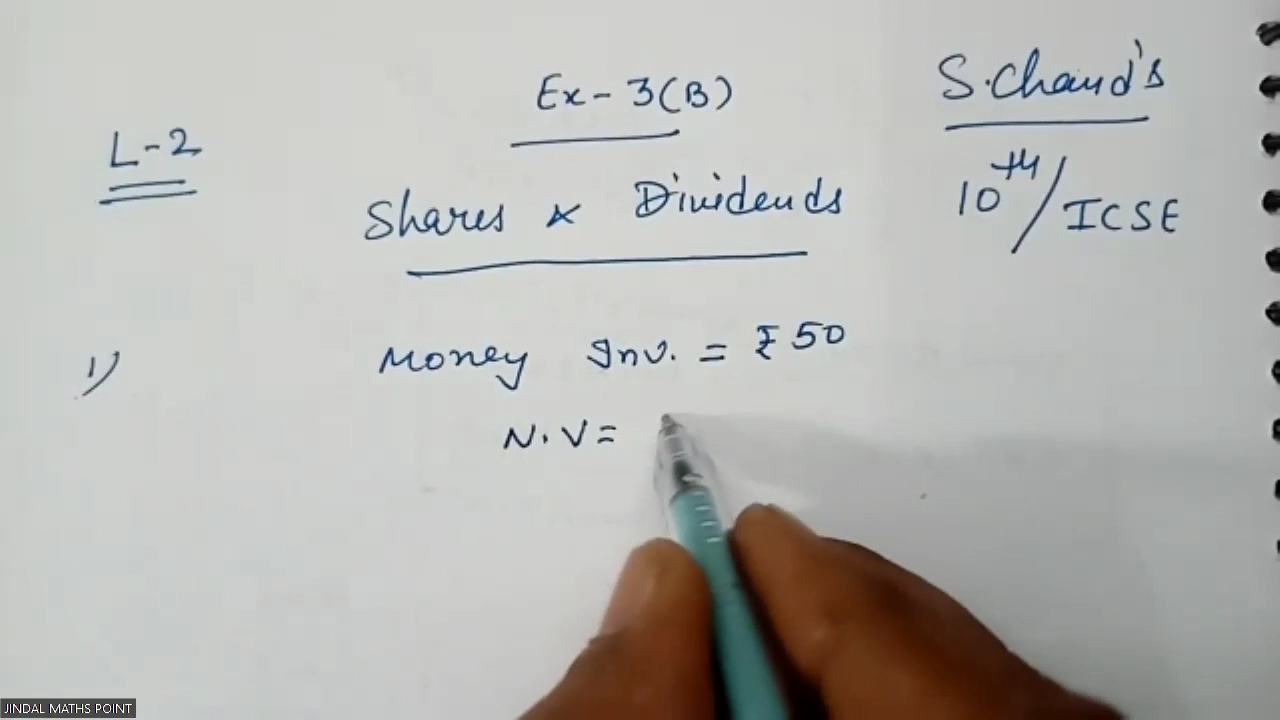 Ex-3(B)
S.Chand's
L-2
Shares & Dividends
10th/ICSE
1) Money Inv. = ₹50
N.V=
JINDAL MATHS POINT